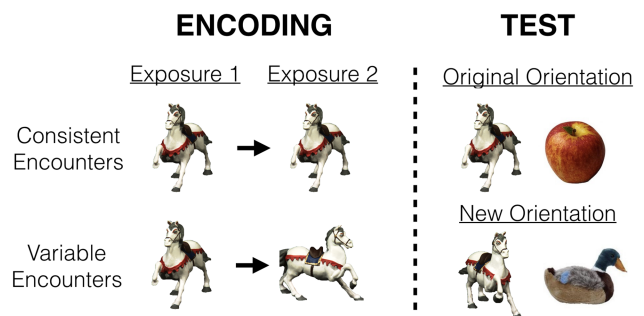 ENCODING
TEST
Exposure 1
Exposure 2
Original Orientation
Consistent
Encounters
New Orientation
Variable
Encounters